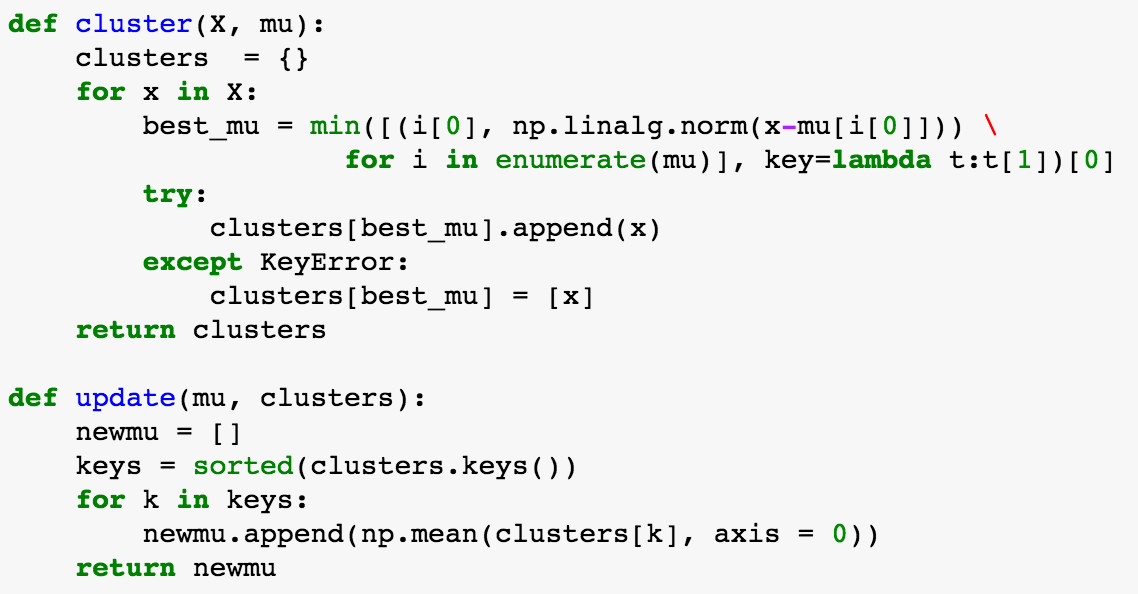 def cluster(X, mu):
    clusters  = {}
    for x in X:
        best_mu = min([(i[0], np.linalg.norm(x-mu[i[0]])) \
                    for i in enumerate(mu)], key=lambda t:t[1])[0]
        try:
            clusters[best_mu].append(x)
        except KeyError:
            clusters[best_mu] = [x]
    return clusters

def update(mu, clusters):
    newmu = []
    keys = sorted(clusters.keys())
    for k in keys:
        newmu.append(np.mean(clusters[k], axis = 0))
    return newmu